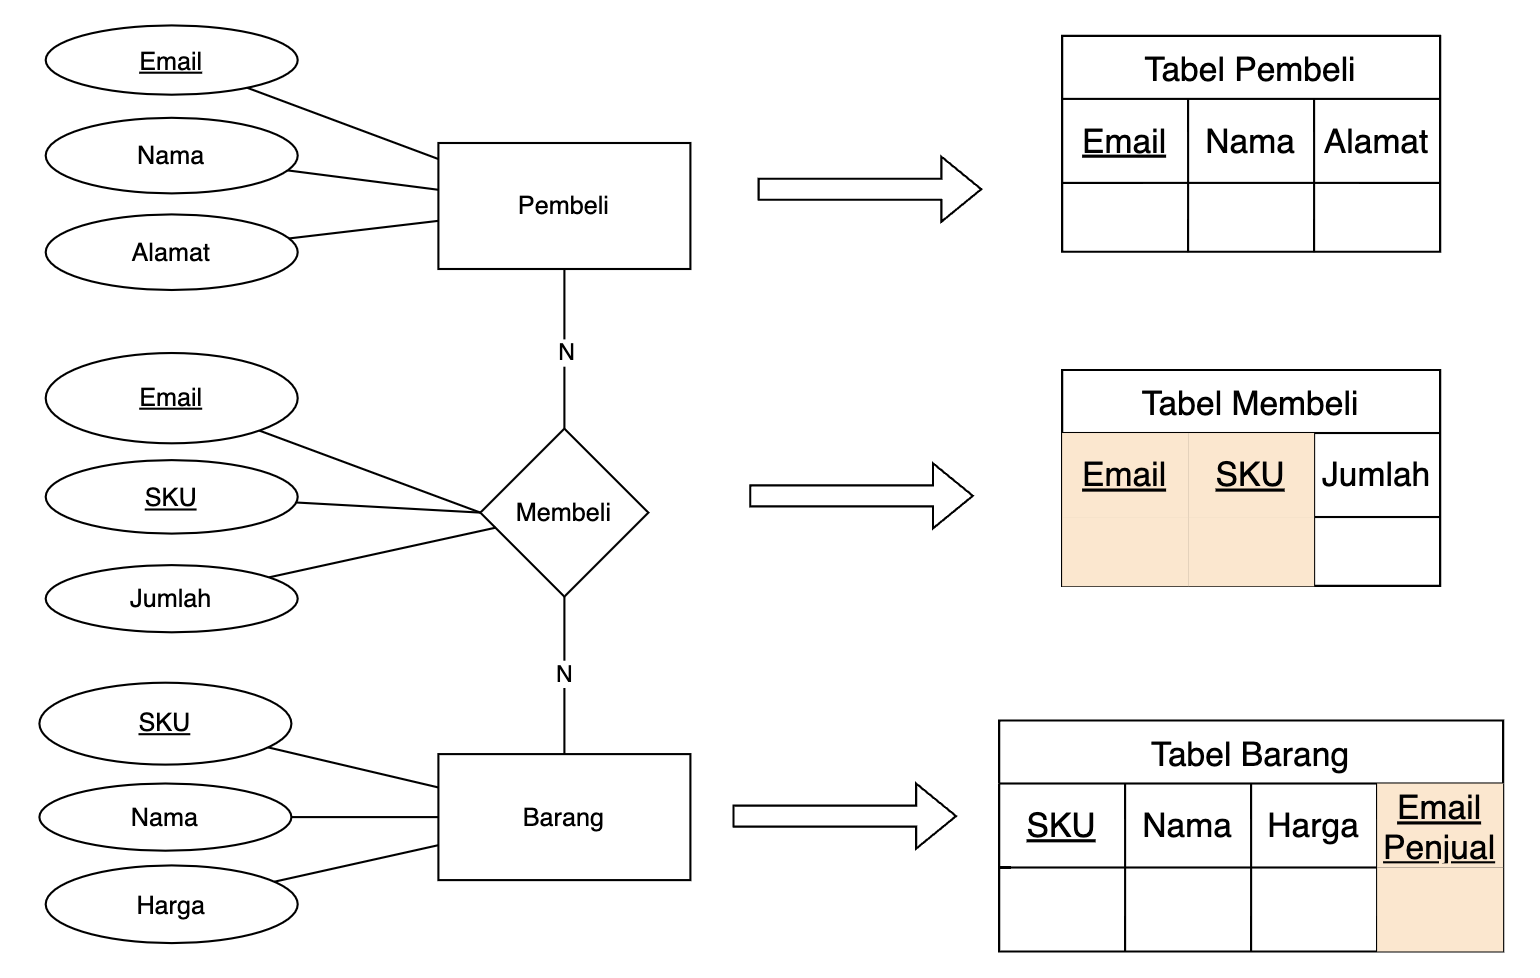 Email
Nama
Alamat
Pembeli
Tabel Pembeli
Email Nama Alamat
N
Email
SKU
Jumlah
Membeli
Tabel Membeli
Email SKU Jumlah
N
SKU
Nama
Harga
Barang
Tabel Barang
SKU Nama Harga Email
Penjual